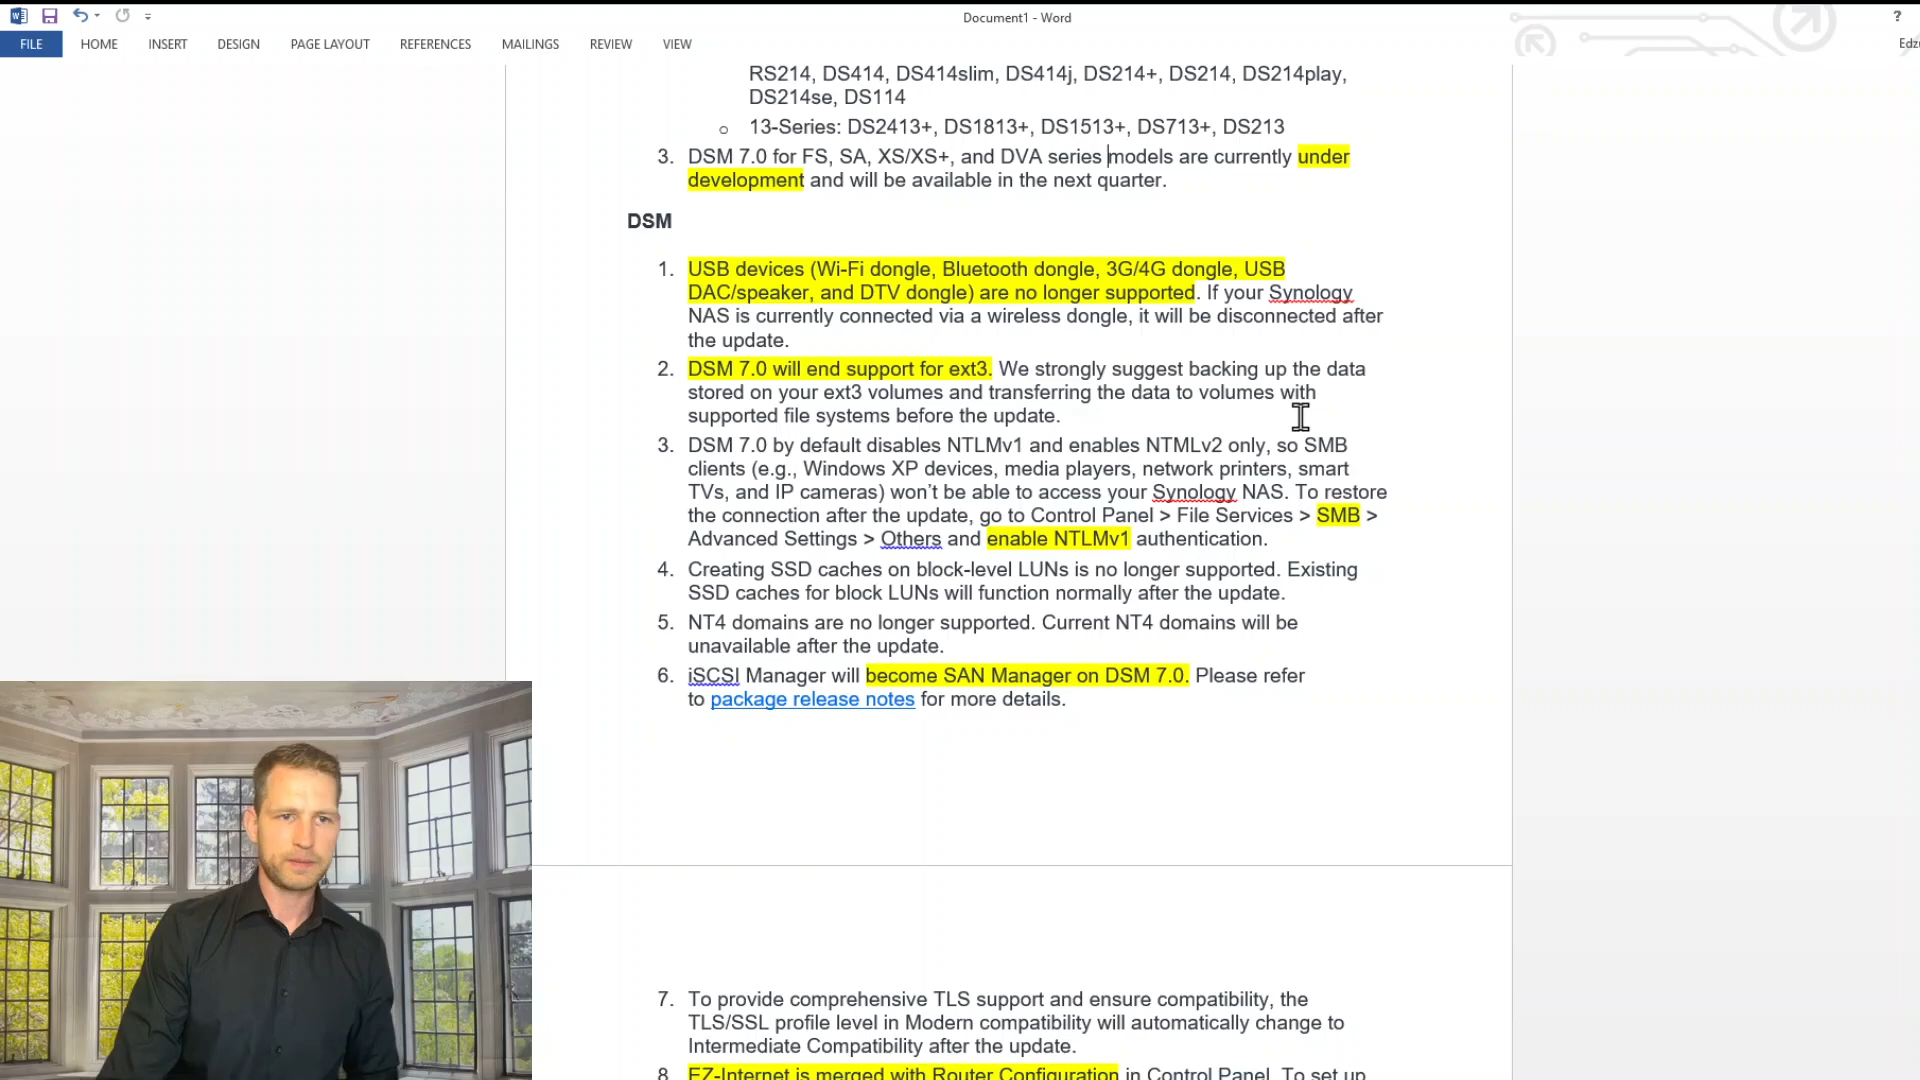 Document1 - Word
?
FILE HOME INSERT DESIGN PAGE LAYOUT REFERENCES MAILINGS REVIEW VIEW
RS214, DS414, DS414slim, DS414j, DS214+, DS214, DS214play,
DS214se, DS114
o 13-Series: DS2413+, DS1813+, DS1513+, DS713+, DS213
3. DSM 7.0 for FS, SA, XS/XS+, and DVA series models are currently under
development and will be available in the next quarter.
DSM
1. USB devices (Wi-Fi dongle, Bluetooth dongle, 3G/4G dongle, USB
DAC/speaker, and DTV dongle) are no longer supported. If your Synology
NAS is currently connected via a wireless dongle, it will be disconnected after
the update.
2. DSM 7.0 will end support for ext3. We strongly suggest backing up the data
stored on your ext3 volumes and transferring the data to volumes with
supported file systems before the update.
3. DSM 7.0 by default disables NTLMv1 and enables NTMLv2 only, so SMB
clients (e.g., Windows XP devices, media players, network printers, smart
TVs, and IP cameras) won’t be able to access your Synology NAS. To restore
the connection after the update, go to Control Panel > File Services > SMB >
Advanced Settings > Others and enable NTLMv1 authentication.
4. Creating SSD caches on block-level LUNs is no longer supported. Existing
SSD caches for block LUNs will function normally after the update.
5. NT4 domains are no longer supported. Current NT4 domains will be
unavailable after the update.
6. iSCSI Manager will become SAN Manager on DSM 7.0. Please refer
to package release notes for more details.
7. To provide comprehensive TLS support and ensure compatibility, the
TLS/SSL profile level in Modern compatibility will automatically change to
Intermediate Compatibility after the update.
8. EZ-Internet is merged with Router Configuration in Control Panel. To set up